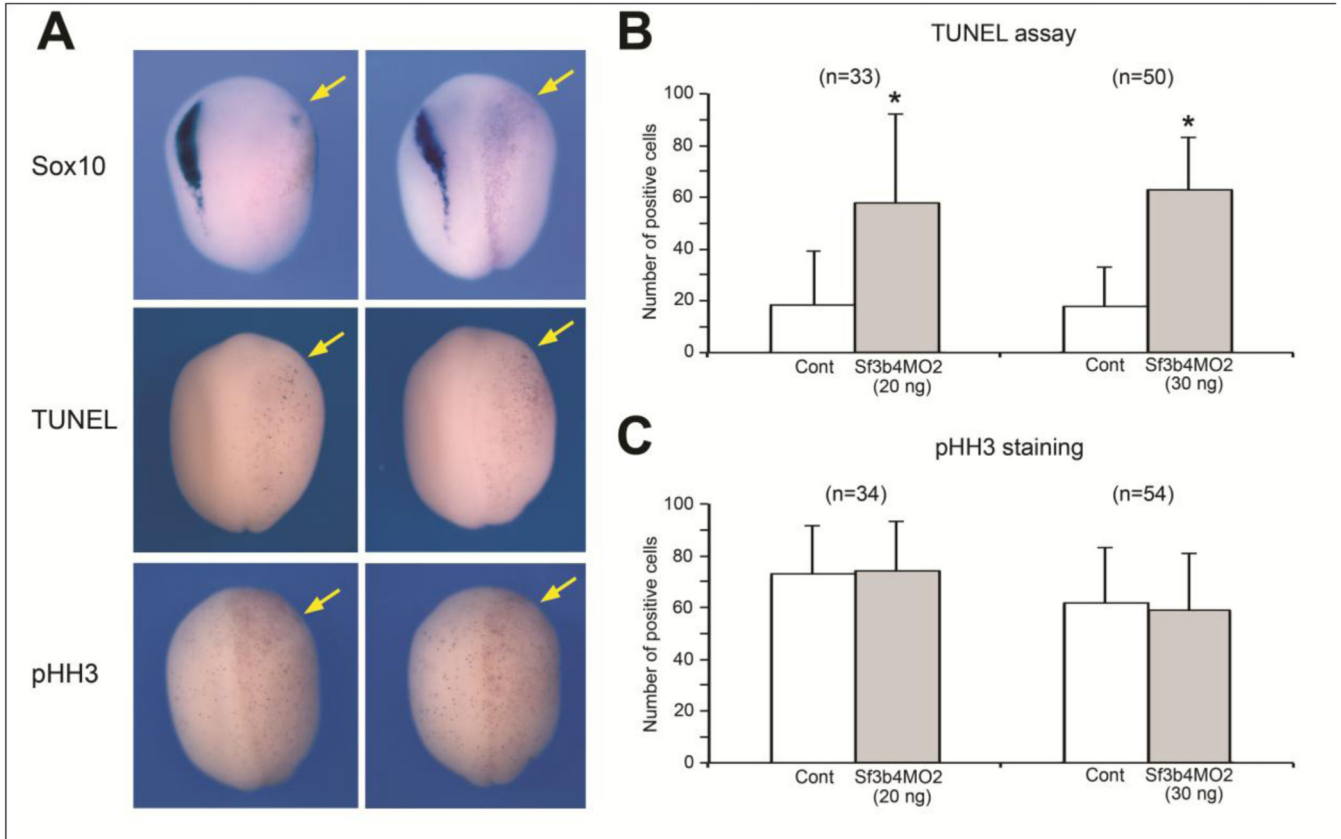 A
Sox10
TUNEL
pHH3
B
TUNEL assay
(n=33)
(n=50)
*
*
Number of positive cells
100
80
60
40
20
0
Cont
Sf3b4MO2
(20 ng)
Cont
Sf3b4MO2
(30 ng)
C
pHH3 staining
(n=34)
(n=54)
Number of positive cells
100
80
60
40
20
0
Cont
Sf3b4MO2
(20 ng)
Cont
Sf3b4MO2
(30 ng)